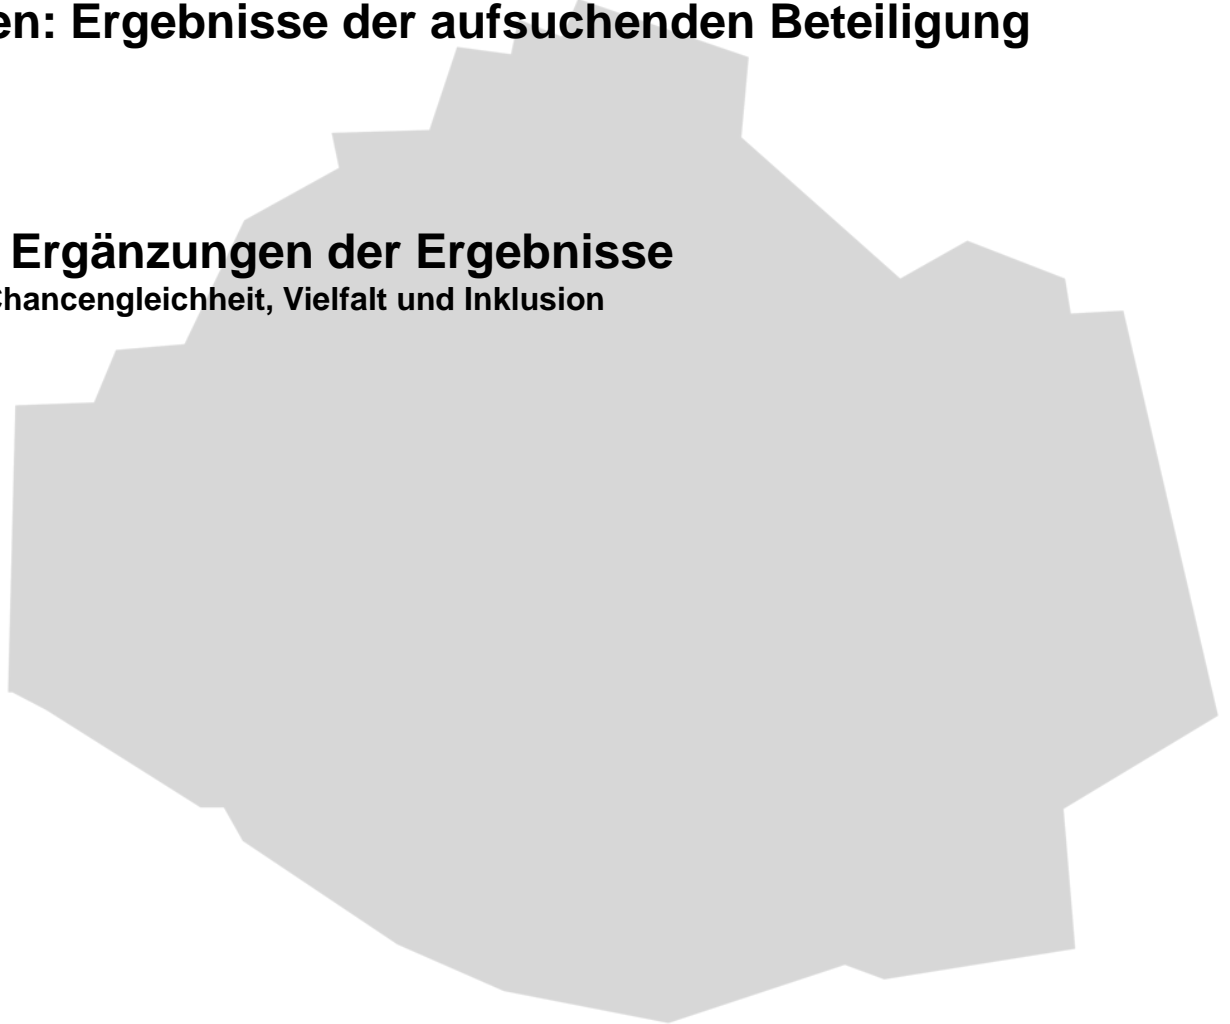 en: Ergebnisse der aufsuchenden Beteiligung
Ergänzungen der Ergebnisse
Chancengleichheit, Vielfalt und Inklusion